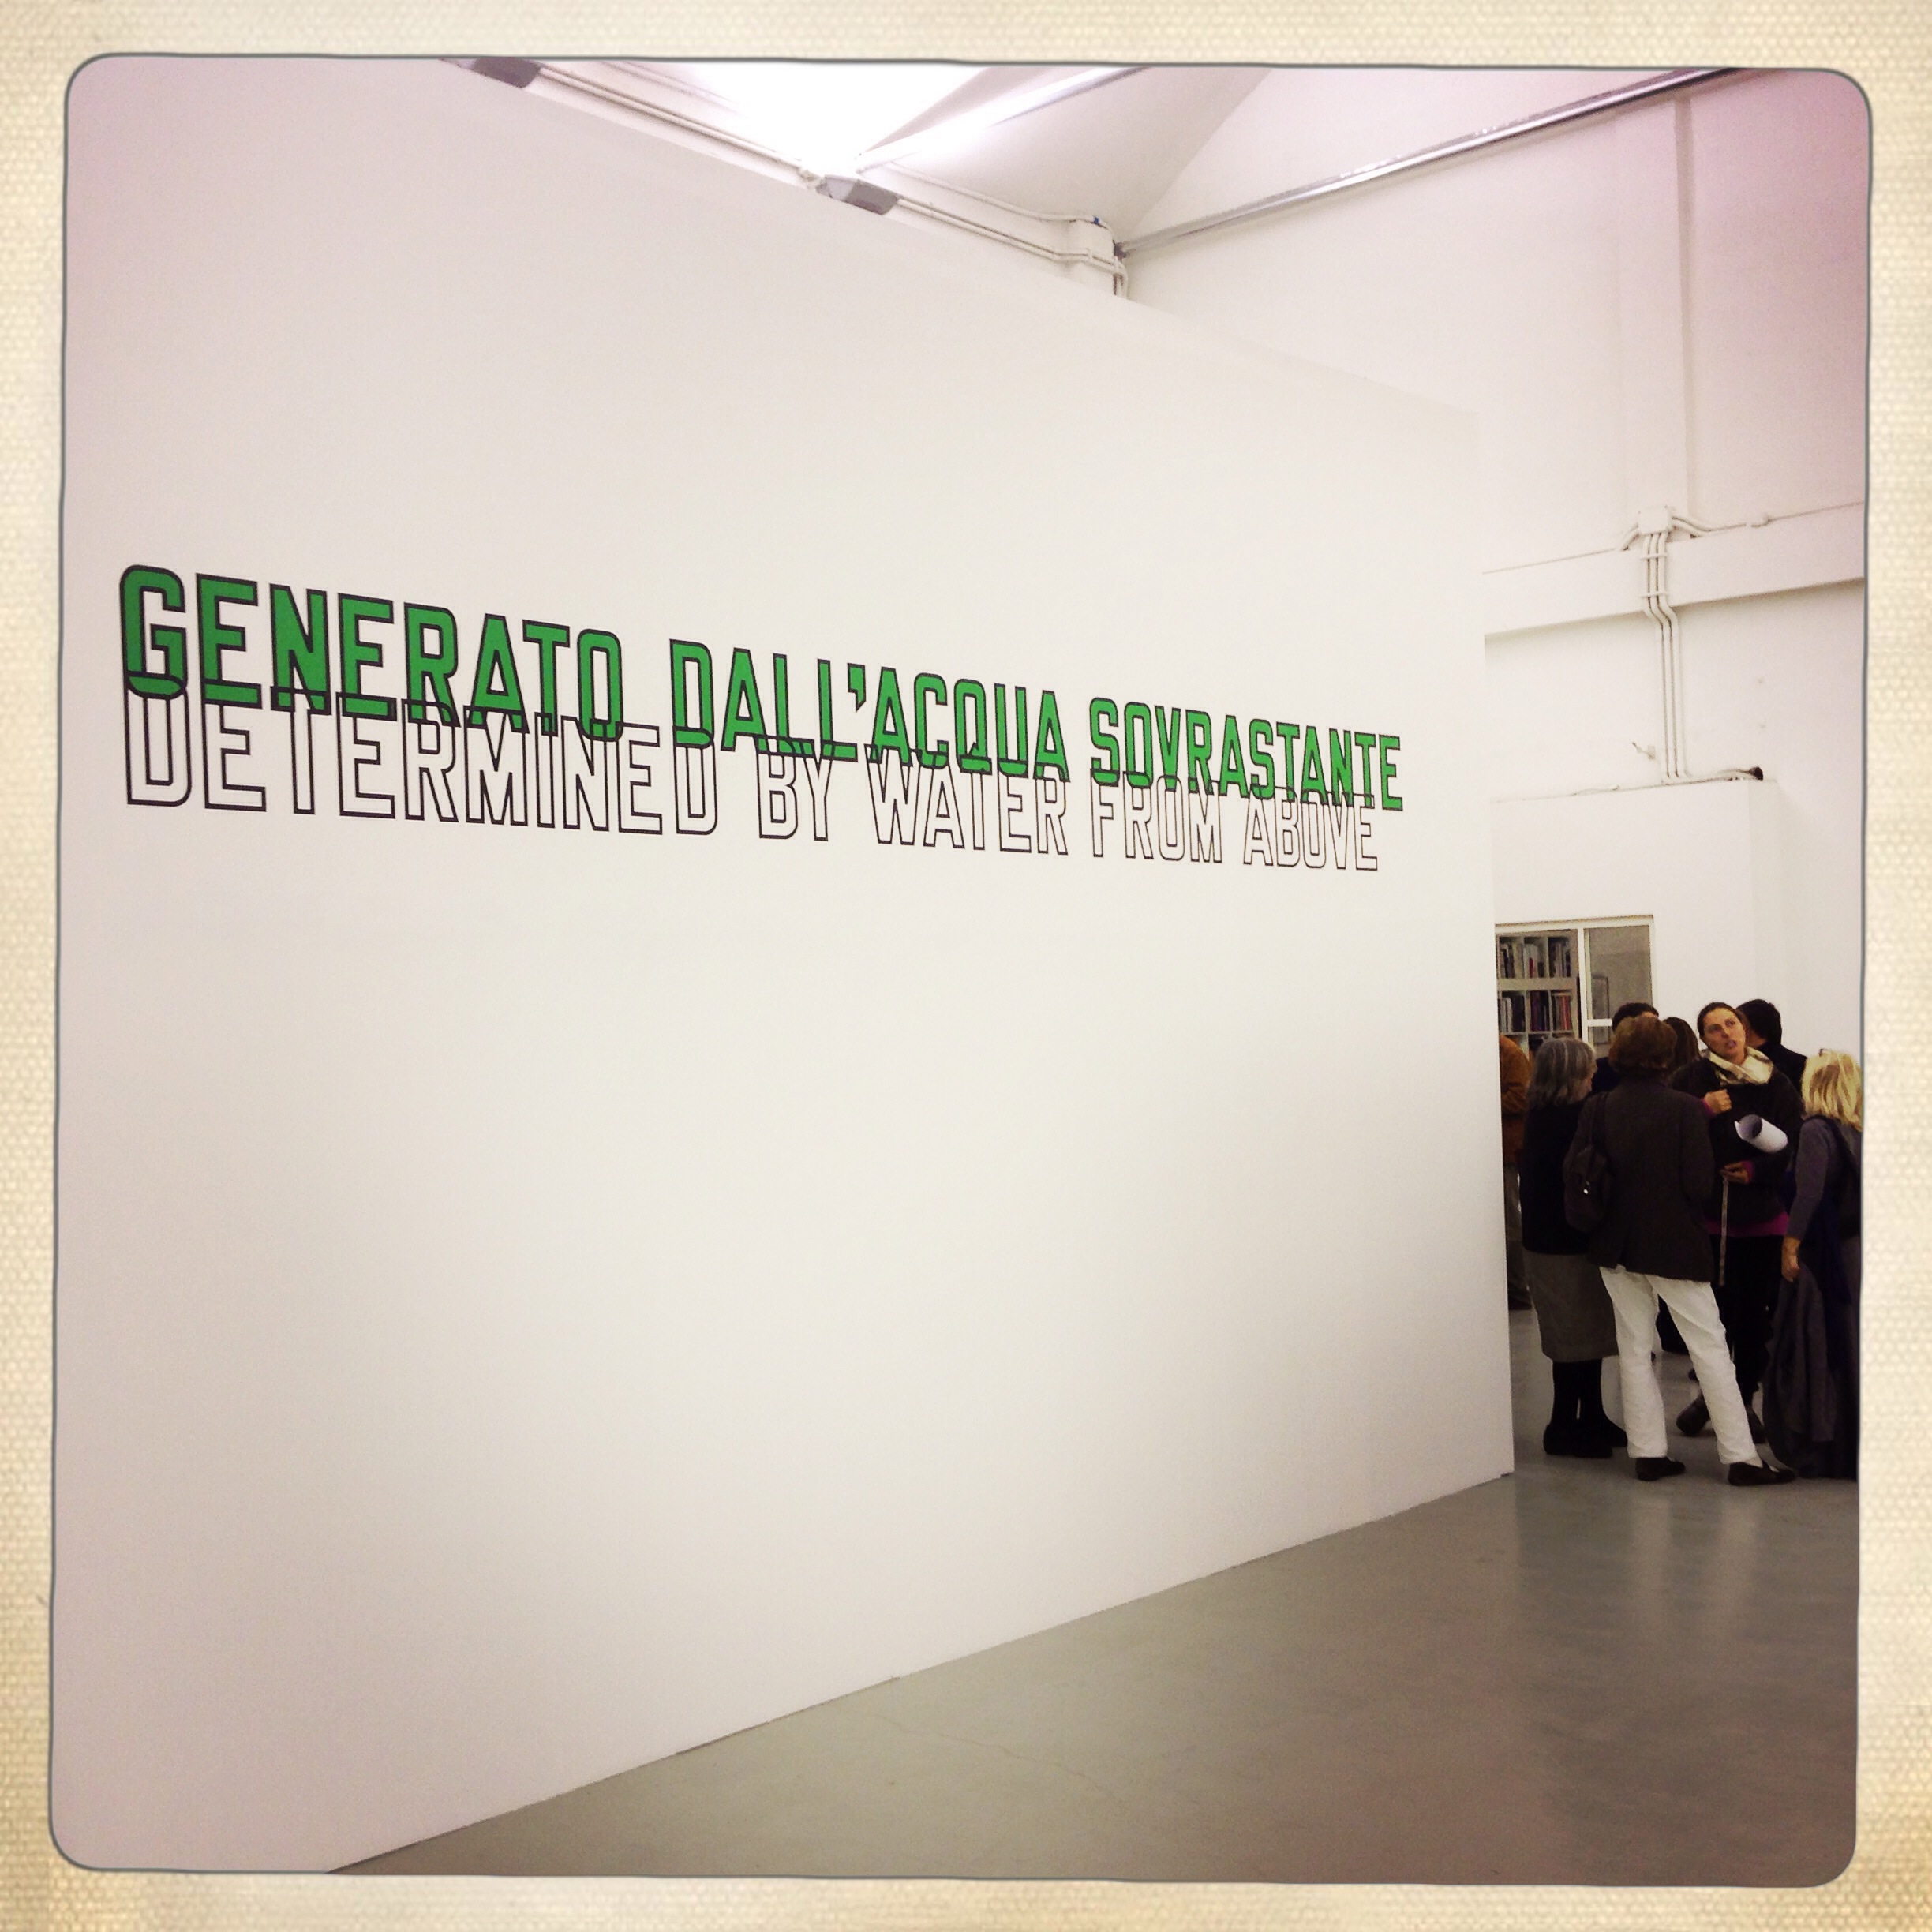 GENERATO DALL'ACQUA SOVRASTANTE
DETERMINED BY WATER FROM ABOVE